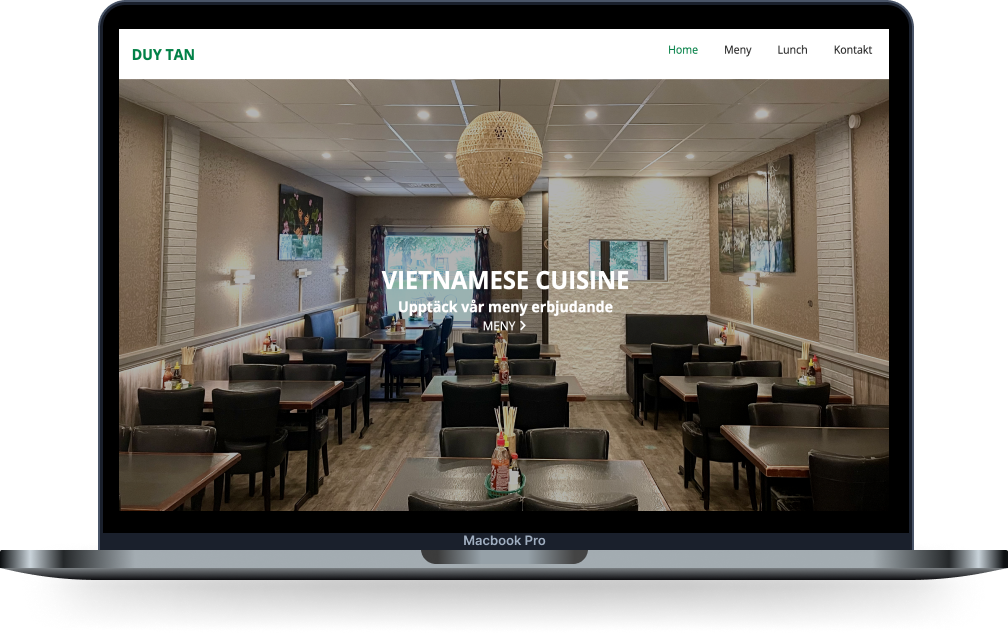 DUY TAN
Home Meny Lunch Kontakt
VIETNAMESE CUISINE
Upptäck vår meny erbjudande
MENY
Macbook Pro